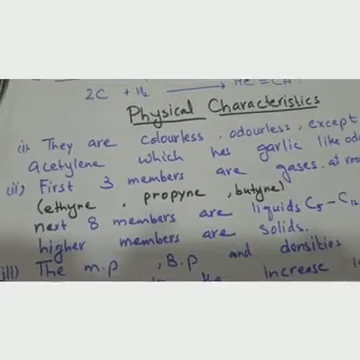 2C + H₂ ⟶ HC ≡ CH
Physical Characteristics
(i) They are colourless, odourless, except
acetylene which has garlic like
(ii) First 3 members are gases. at
(ethyne, propyne, butyne)
next 8 members are liquids C₅ – C₁₂
higher members are solids.
(iii) The m.p, B.p and densities
increase